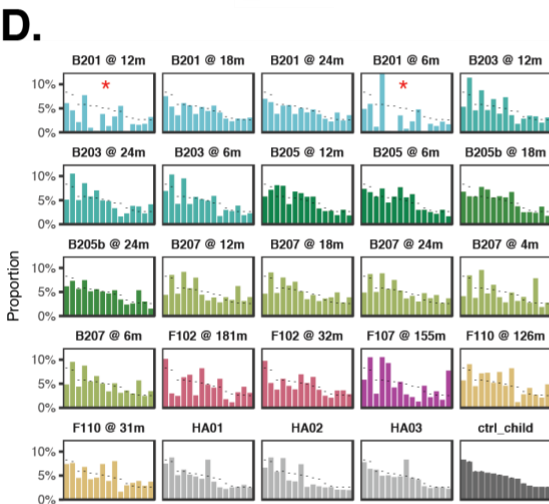 D.
B201 @ 12m B201 @ 18m B201 @ 24m B201 @ 6m B203 @ 12m
10%
* *
5%
0%
B203 @ 24m B203 @ 6m B205 @ 12m B205 @ 6m B205b @ 18m
10%
5%
0%
B205b @ 24m B207 @ 12m B207 @ 18m B207 @ 24m B207 @ 4m
10%
5%
0%
Proportion
B207 @ 6m F102 @ 181m F102 @ 32m F107 @ 155m F110 @ 126m
10%
5%
0%
F110 @ 31m HA01 HA02 HA03 ctrl_child
10%
5%
0%